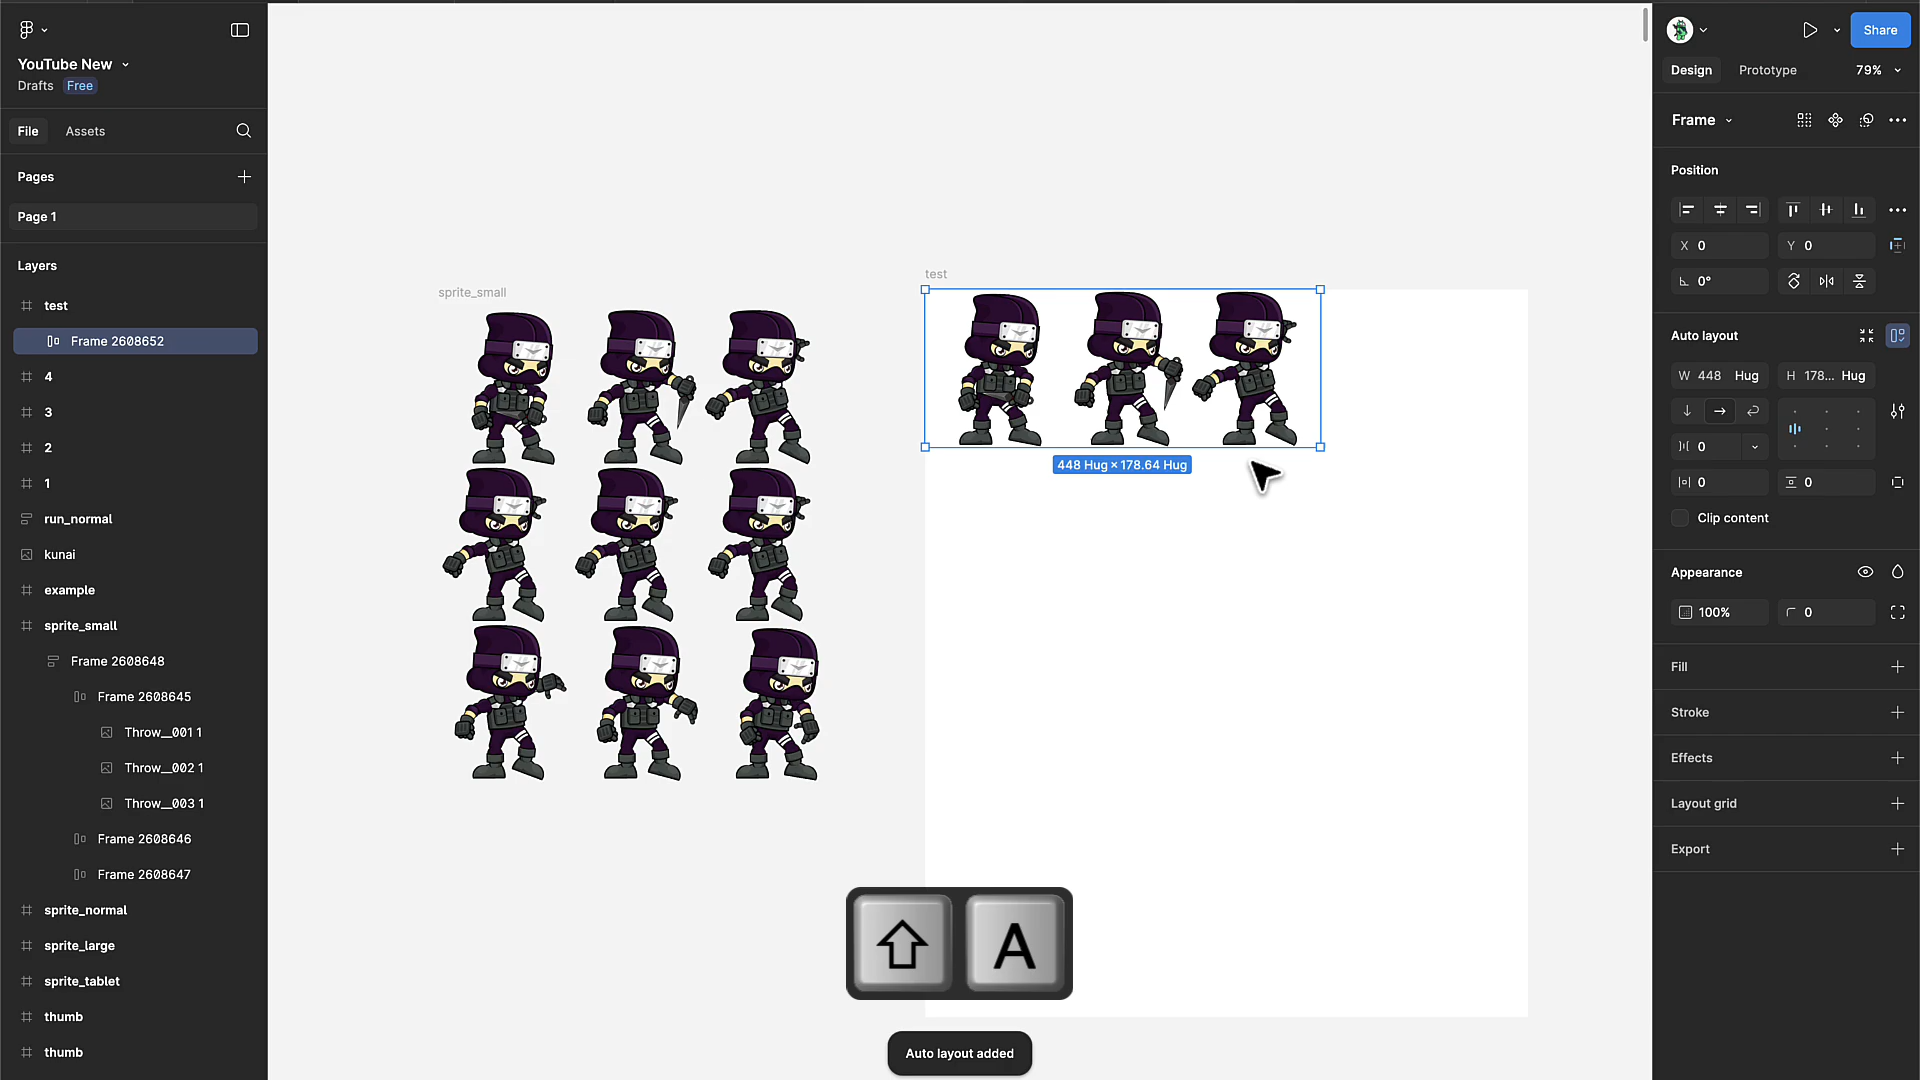 YouTube New
Drafts Free
File Assets
Pages
Page 1
Layers
test
Frame 2608652
4
3
2
1
run_normal
kunai
example
sprite_small
Frame 2608648
Frame 2608645
Throw__001 1
Throw__002 1
Throw__003 1
Frame 2608646
Frame 2608647
sprite_normal
sprite_large
sprite_tablet
thumb
thumb
sprite_small
test
448 Hug × 178.64 Hug
A
Auto layout added
Share
Design Prototype 79%
Frame
Position
X 0 Y 0
0°
Auto layout
W 448 Hug H 178... Hug
0
0 0
Clip content
Appearance
100% 0
Fill
Stroke
Effects
Layout grid
Export